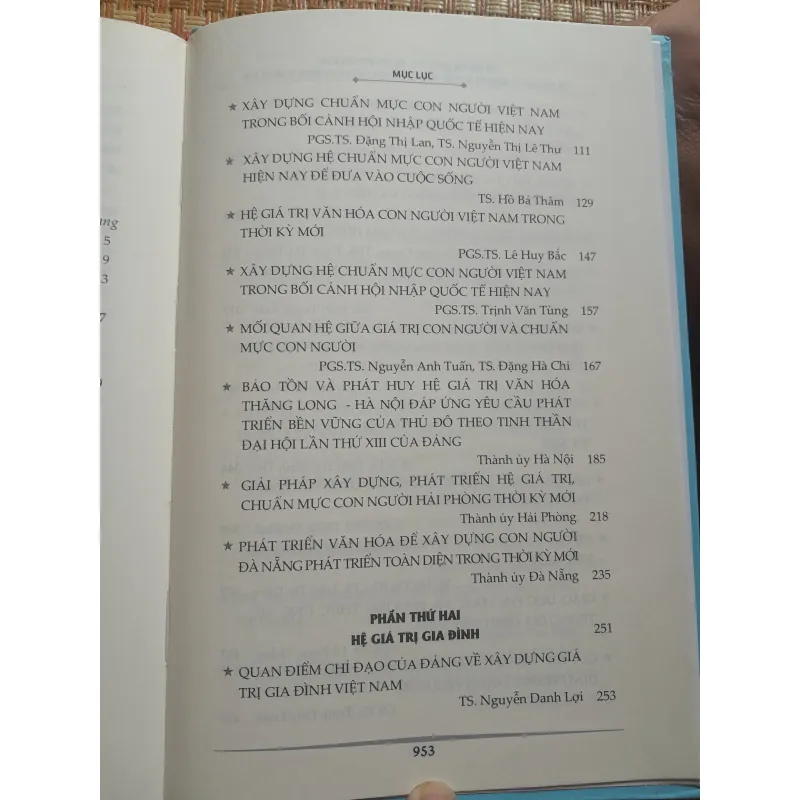 MỤC LỤC
★ XÂY DỰNG CHUẨN MỰC CON NGƯỜI VIỆT NAM
TRONG BỐI CẢNH HỘI NHẬP QUỐC TẾ HIỆN NAY
PGS.TS. Đặng Thị Lan, TS. Nguyễn Thị Lê Thư 111
★ XÂY DỰNG HỆ CHUẨN MỰC CON NGƯỜI VIỆT NAM
HIỆN NAY ĐỂ ĐƯA VÀO CUỘC SỐNG
TS. Hồ Bá Thâm 129
★ HỆ GIÁ TRỊ VĂN HÓA CON NGƯỜI VIỆT NAM TRONG
THỜI KỲ MỚI
PGS.TS. Lê Huy Bắc 147
★ XÂY DỰNG HỆ CHUẨN MỰC CON NGƯỜI VIỆT NAM
TRONG BỐI CẢNH HỘI NHẬP QUỐC TẾ HIỆN NAY
PGS.TS. Trịnh Văn Tùng 157
★ MỐI QUAN HỆ GIỮA GIÁ TRỊ CON NGƯỜI VÀ CHUẨN
MỰC CON NGƯỜI
PGS.TS. Nguyễn Anh Tuấn, TS. Đặng Hà Chi 167
★ BẢO TỒN VÀ PHÁT HUY HỆ GIÁ TRỊ VĂN HÓA
THĂNG LONG - HÀ NỘI ĐÁP ỨNG YÊU CẦU PHÁT
TRIỂN BỀN VỮNG CỦA THỦ ĐÔ THEO TINH THẦN
ĐẠI HỘI LẦN THỨ XIII CỦA ĐẢNG
Thành ủy Hà Nội 185
★ GIẢI PHÁP XÂY DỰNG, PHÁT TRIỂN HỆ GIÁ TRỊ,
CHUẨN MỰC CON NGƯỜI HẢI PHÒNG THỜI KỲ MỚI
Thành ủy Hải Phòng 218
★ PHÁT TRIỂN VĂN HÓA ĐỂ XÂY DỰNG CON NGƯỜI
ĐÀ NẴNG PHÁT TRIỂN TOÀN DIỆN TRONG THỜI KỲ MỚI
Thành ủy Đà Nẵng 235
PHẦN THỨ HAI
HỆ GIÁ TRỊ GIA ĐÌNH 251
★ QUAN ĐIỂM CHỈ ĐẠO CỦA ĐẢNG VỀ XÂY DỰNG GIÁ
TRỊ GIA ĐÌNH VIỆT NAM
TS. Nguyễn Danh Lợi 253
953